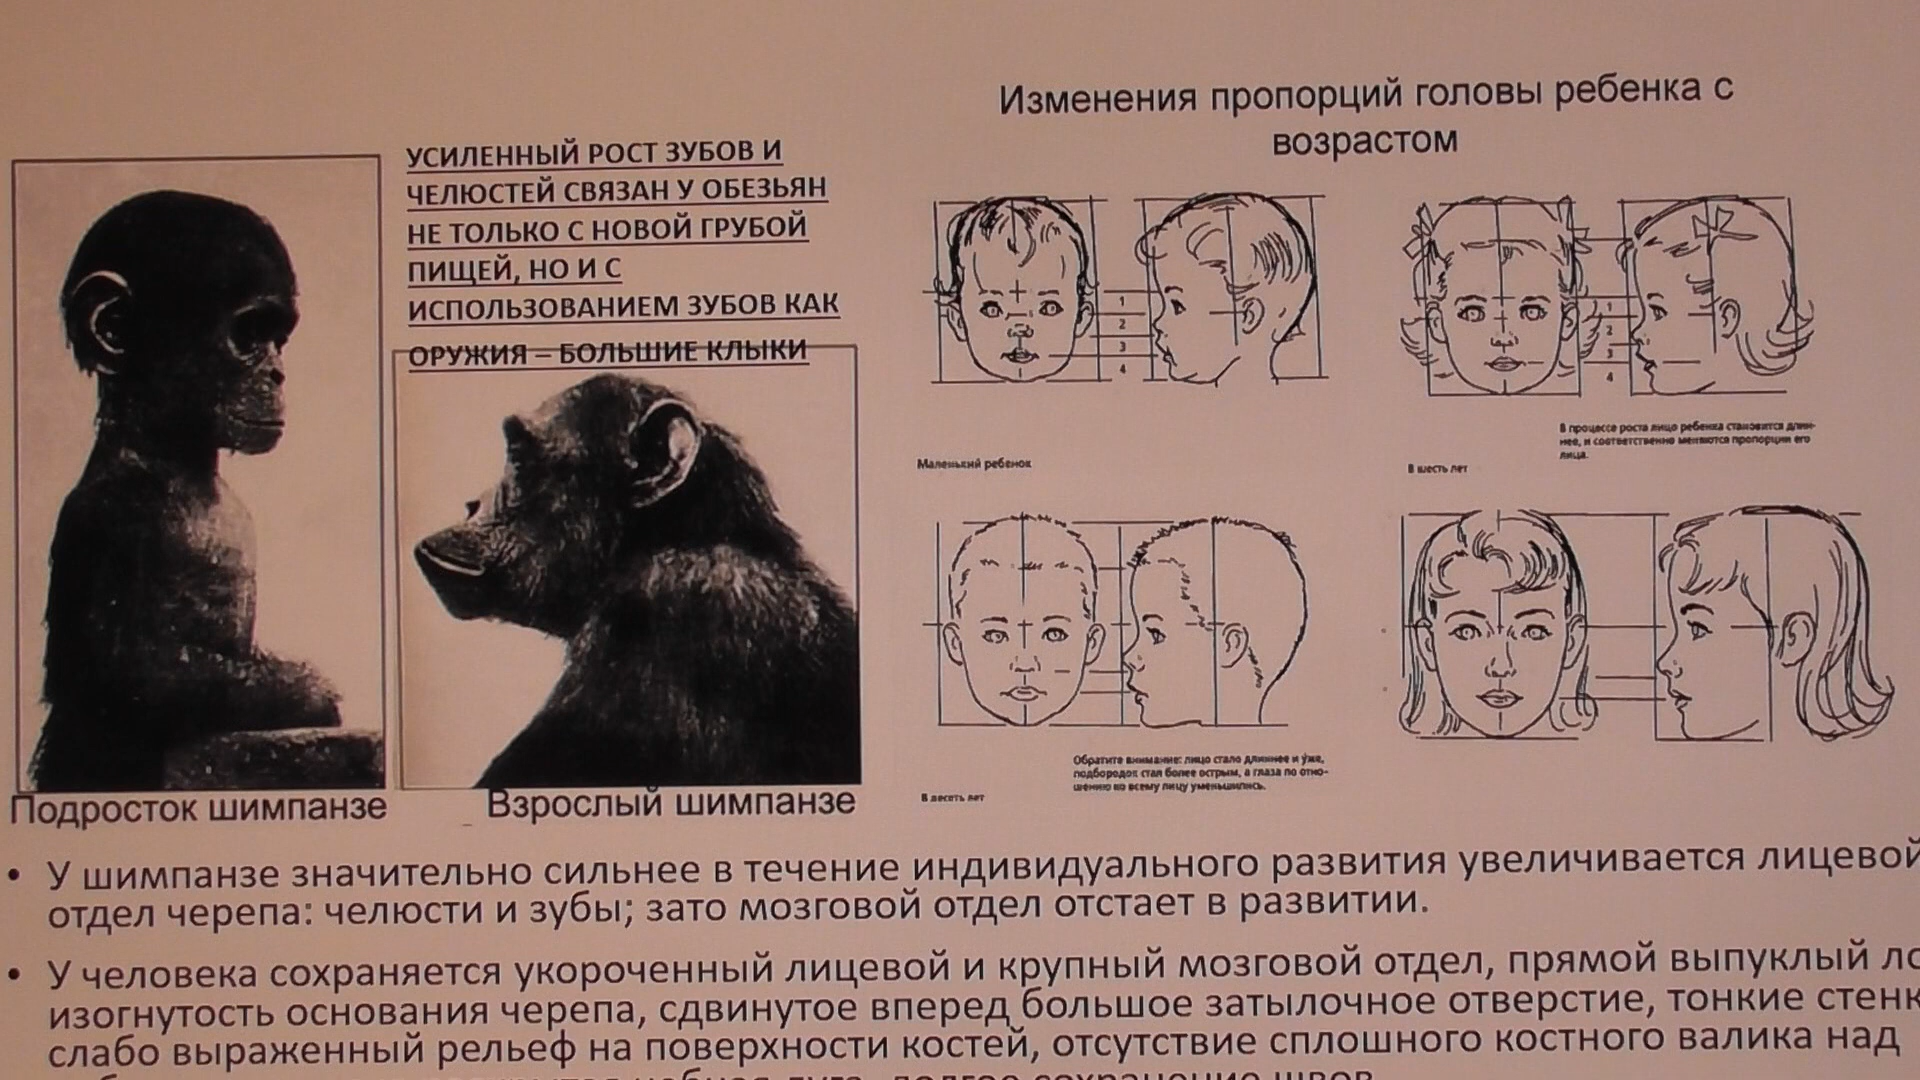 Изменения пропорций головы ребенка с
возрастом
УСИЛЕННЫЙ РОСТ ЗУБОВ И
ЧЕЛЮСТЕЙ СВЯЗАН У ОБЕЗЬЯН
НЕ ТОЛЬКО С НОВОЙ ГРУБОЙ
ПИЩЕЙ, НО И С
ИСПОЛЬЗОВАНИЕМ ЗУБОВ КАК
ОРУЖИЯ – БОЛЬШИЕ КЛЫКИ
Подросток шимпанзе
Взрослый шимпанзе
1
2
3
4
1
2
3
4
Маленький ребенок
В шесть лет
В процессе роста лицо ребенка становится длин-
нее, и соответственно меняются пропорции его
лица.
В десять лет
Обратите внимание: лицо стало длиннее и уже,
подбородок стал более острым, а глаза по отно-
шению ко всему лицу уменьшились.
• У шимпанзе значительно сильнее в течение индивидуального развития увеличивается лицевой
отдел черепа: челюсти и зубы; зато мозговой отдел отстает в развитии.
• У человека сохраняется укороченный лицевой и крупный мозговой отдел, прямой выпуклый ло
изогнутость основания черепа, сдвинутое вперед большое затылочное отверстие, тонкие стенк
слабо выраженный рельеф на поверхности костей, отсутствие сплошного костного валика над